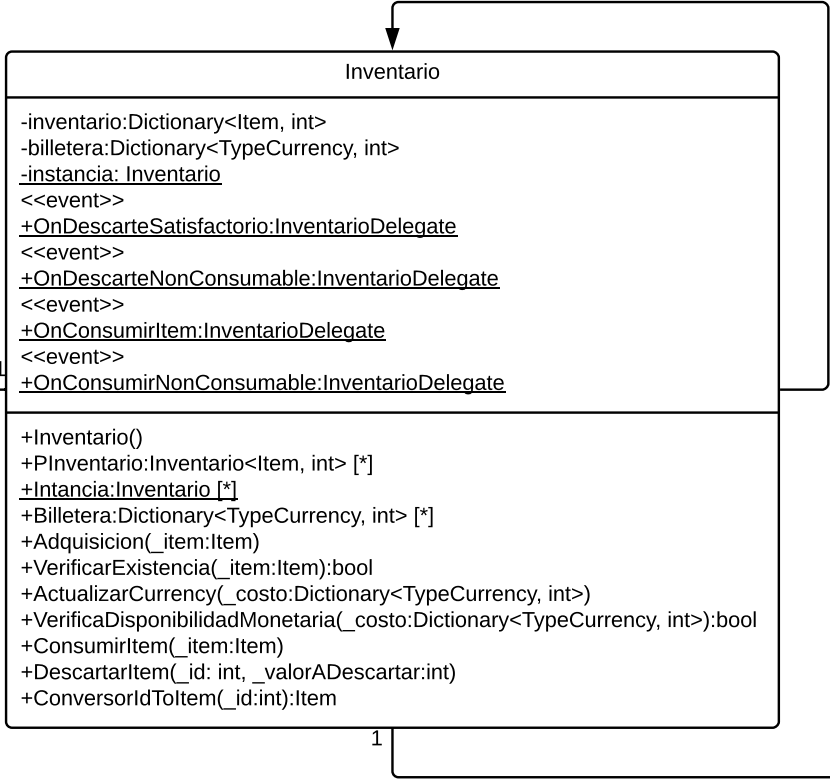 Inventario
-inventario:Dictionary<Item, int>
-billetera:Dictionary<TypeCurrency, int>
-instancia: Inventario
<<event>>
+OnDescarteSatisfactorio:InventarioDelegate
<<event>>
+OnDescarteNonConsumable:InventarioDelegate
<<event>>
+OnConsumirItem:InventarioDelegate
<<event>>
+OnConsumirNonConsumable:InventarioDelegate
+Inventario()
+PInventario:Inventario<Item, int> [*]
+Intancia:Inventario [*]
+Billetera:Dictionary<TypeCurrency, int> [*]
+Adquisicion(_item:Item)
+VerificarExistencia(_item:Item):bool
+ActualizarCurrency(_costo:Dictionary<TypeCurrency, int>)
+VerificaDisponibilidadMonetaria(_costo:Dictionary<TypeCurrency, int>):bool
+ConsumirItem(_item:Item)
+DescartarItem(_id: int, _valorADescartar:int)
+ConversorIdToItem(_id:int):Item
1